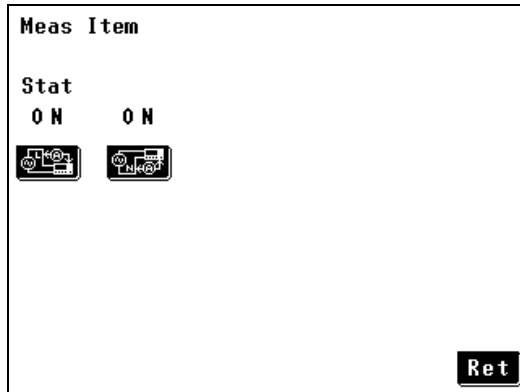 Meas Item
Stat
ON ON
L A
N A
Ret